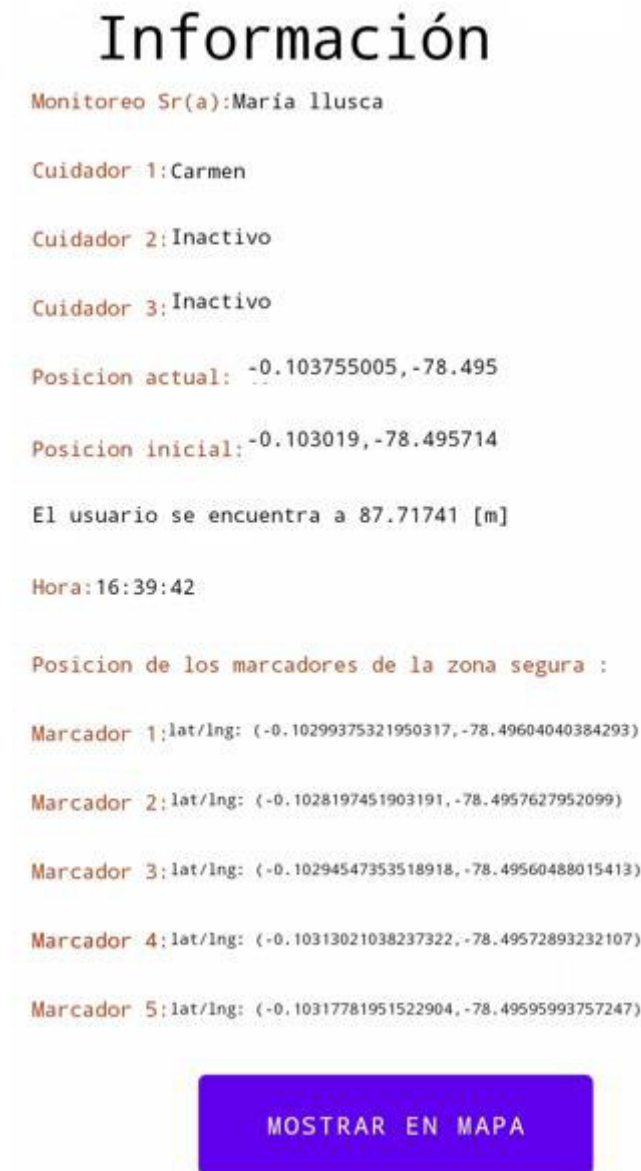 Información
Monitoreo Sr(a):María llusca
Cuidador 1:Carmen
Cuidador 2:Inactivo
Cuidador 3:Inactivo
Posicion actual: -0.103755005,-78.495
Posicion inicial:-0.103019,-78.495714
El usuario se encuentra a 87.71741 [m]
Hora:16:39:42
Posicion de los marcadores de la zona segura :
Marcador 1:lat/lng: (-0.10299375321950317,-78.49604040384293)
Marcador 2:lat/lng: (-0.1028197451903191,-78.4957627952099)
Marcador 3:lat/lng: (-0.10294547353518918,-78.49560488015413)
Marcador 4:lat/lng: (-0.10313021038237322,-78.49572893232107)
Marcador 5:lat/lng: (-0.10317781951522904,-78.49595993757247)
MOSTRAR EN MAPA